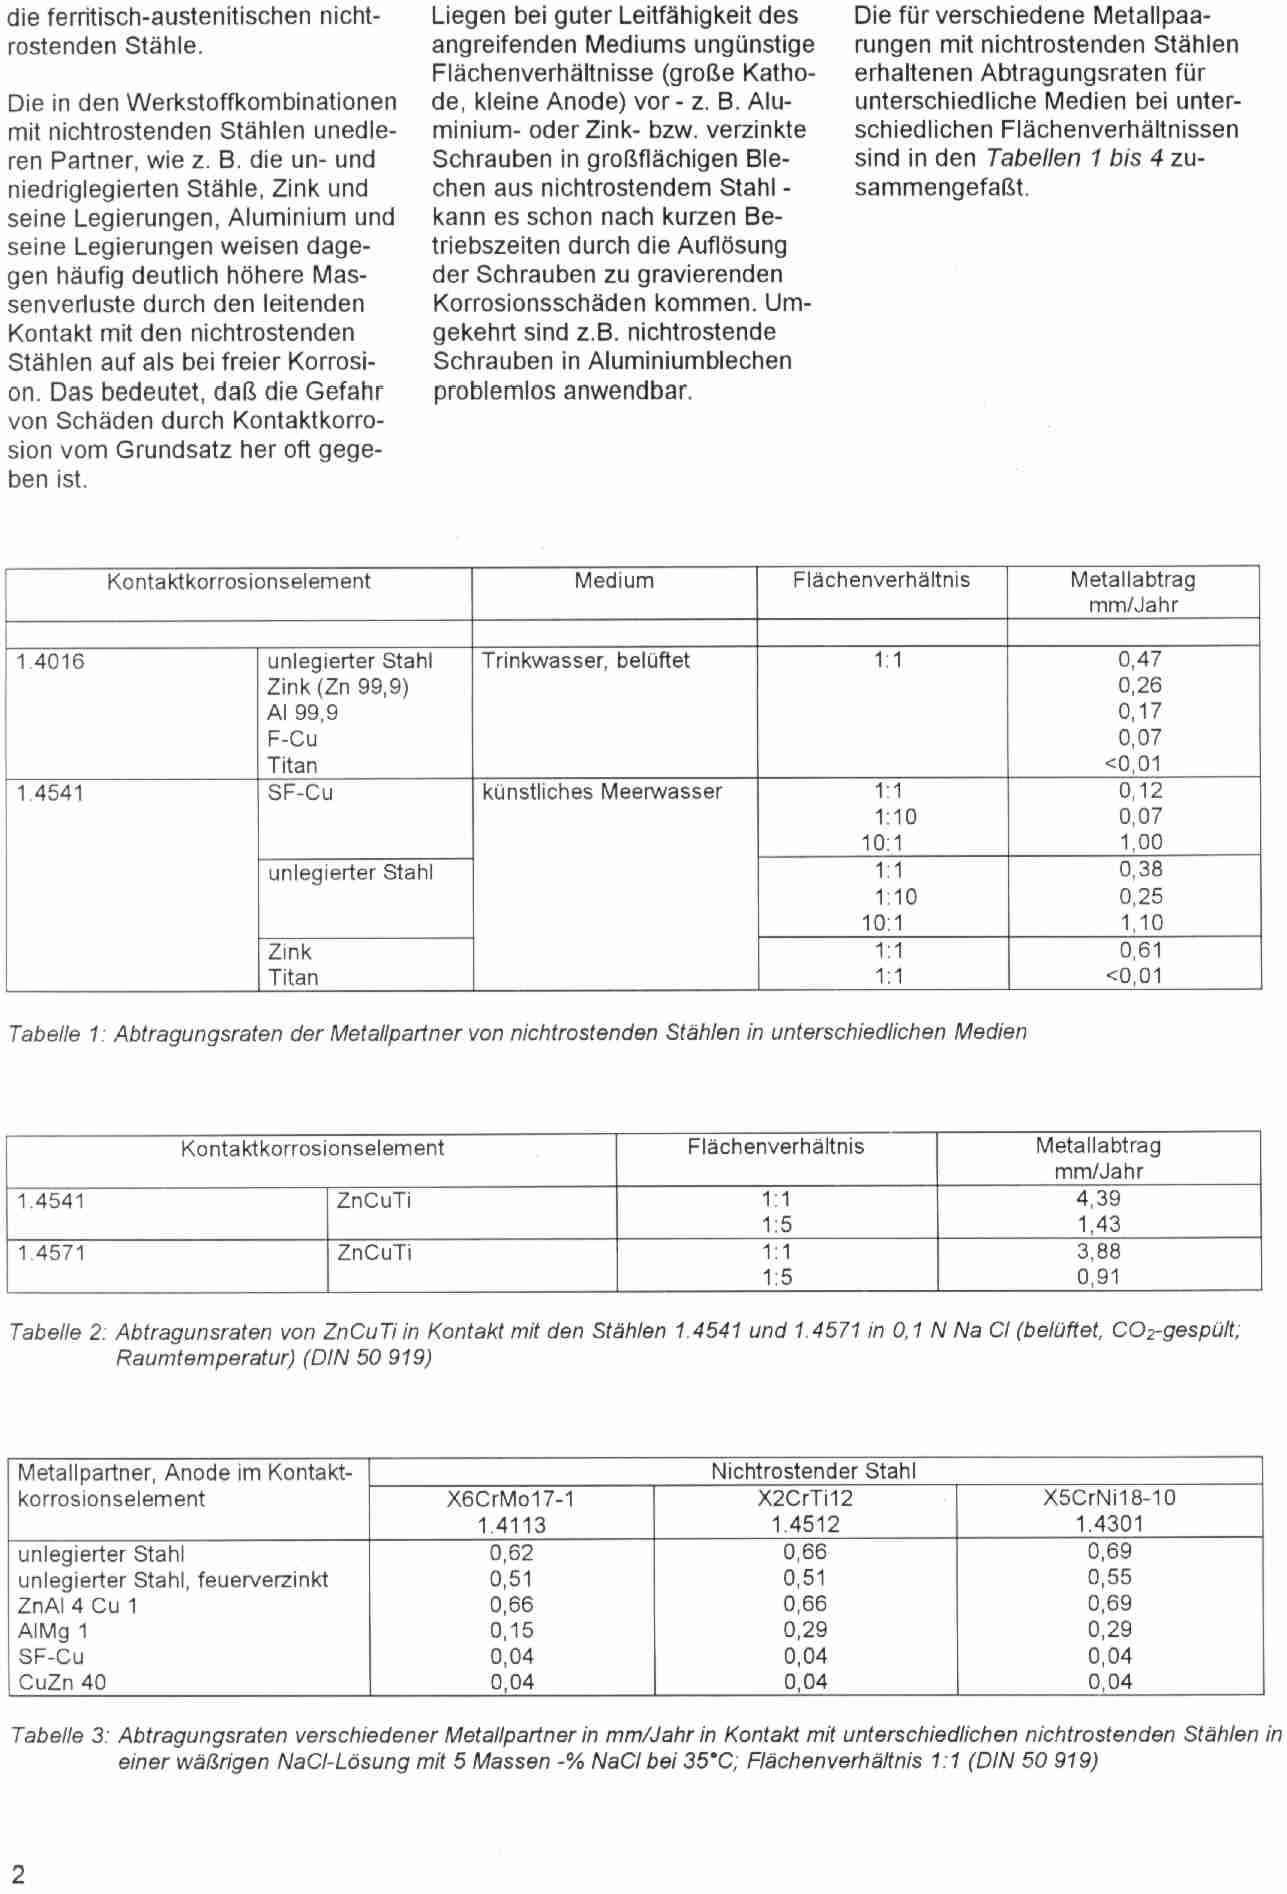 die ferritisch-austenitischen nicht-
rostenden Stähle.
Die in den Werkstoffkombinationen
mit nichtrostenden Stählen unedle-
ren Partner, wie z. B. die un- und
niedriglegierten Stähle, Zink und
seine Legierungen, Aluminium und
seine Legierungen weisen dage-
gen häufig deutlich höhere Mas-
senverluste durch den leitenden
Kontakt mit den nichtrostenden
Stählen auf als bei freier Korrosi-
on. Das bedeutet, daß die Gefahr
von Schäden durch Kontaktkorro-
sion vom Grundsatz her oft gege-
ben ist.
Liegen bei guter Leitfähigkeit des
angreifenden Mediums ungünstige
Flächenverhältnisse (große Katho-
de, kleine Anode) vor - z. B. Alu-
minium- oder Zink- bzw. verzinkte
Schrauben in großflächigen Ble-
chen aus nichtrostendem Stahl -
kann es schon nach kurzen Be-
triebszeiten durch die Auflösung
der Schrauben zu gravierenden
Korrosionsschäden kommen. Um-
gekehrt sind z.B. nichtrostende
Schrauben in Aluminiumblechen
problemlos anwendbar.
Die für verschiedene Metallpaa-
rungen mit nichtrostenden Stählen
erhaltenen Abtragungsraten für
unterschiedliche Medien bei unter-
schiedlichen Flächenverhältnissen
sind in den Tabellen 1 bis 4 zu-
sammengefaßt.
Kontaktkorrosionselement Medium Flächenverhältnis Metallabtrag
mm/Jahr
1.4016 unlegierter Stahl Trinkwasser, belüftet 1:1 0,47
Zink (Zn 99,9) 0,26
Al 99,9 0,17
F-Cu 0,07
Titan <0,01
1.4541 SF-Cu künstliches Meerwasser 1:1 0,12
1:10 0,07
10:1 1,00
unlegierter Stahl 1:1 0,38
1:10 0,25
10:1 1,10
Zink 1:1 0,61
Titan 1:1 <0,01
Tabelle 1: Abtragungsraten der Metallpartner von nichtrostenden Stählen in unterschiedlichen Medien
Kontaktkorrosionselement Flächenverhältnis Metallabtrag
mm/Jahr
1.4541 ZnCuTi 1:1 4,39
1:5 1,43
1.4571 ZnCuTi 1:1 3,88
1:5 0,91
Tabelle 2: Abtragunsraten von ZnCuTi in Kontakt mit den Stählen 1.4541 und 1.4571 in 0,1 N Na Cl (belüftet, CO₂-gespült;
Raumtemperatur) (DIN 50 919)
Metallpartner, Anode im Kontakt- Nichtrostender Stahl
korrosionselement X6CrMo17-1 X2CrTi12 X5CrNi18-10
1.4113 1.4512 1.4301
unlegierter Stahl 0,62 0,66 0,69
unlegierter Stahl, feuerverzinkt 0,51 0,51 0,55
ZnAl 4 Cu 1 0,66 0,66 0,69
AlMg 1 0,15 0,29 0,29
SF-Cu 0,04 0,04 0,04
CuZn 40 0,04 0,04 0,04
Tabelle 3: Abtragungsraten verschiedener Metallpartner in mm/Jahr in Kontakt mit unterschiedlichen nichtrostenden Stählen in
einer wäßrigen NaCl-Lösung mit 5 Massen -% NaCl bei 35°C; Flächenverhältnis 1:1 (DIN 50 919)
2